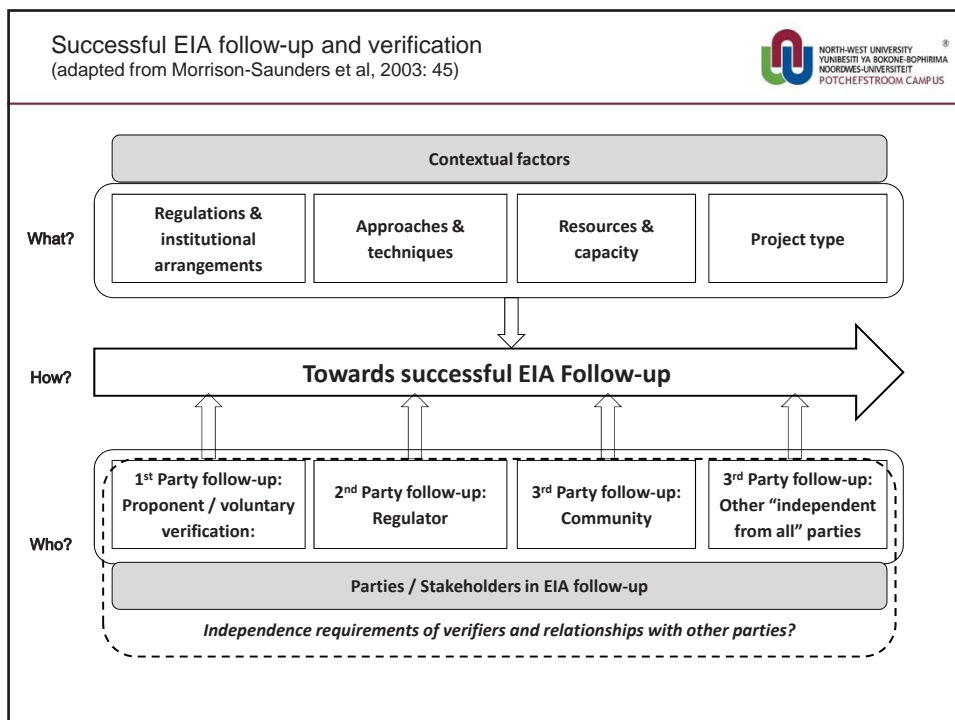 Successful EIA follow-up and verification
(adapted from Morrison-Saunders et al, 2003: 45)
®
NORTH-WEST UNIVERSITY
YUNIBESITI YA BOKONE-BOPHIRIMA
NOORDWES-UNIVERSITEIT
POTCHEFSTROOM CAMPUS
Contextual factors
What?
Regulations &
institutional
arrangements
Approaches &
techniques
Resources &
capacity
Project type
How?
Towards successful EIA Follow-up
Who?
1st Party follow-up:
Proponent / voluntary
verification:
2nd Party follow-up:
Regulator
3rd Party follow-up:
Community
3rd Party follow-up:
Other “independent
from all” parties
Parties / Stakeholders in EIA follow-up
Independence requirements of verifiers and relationships with other parties?